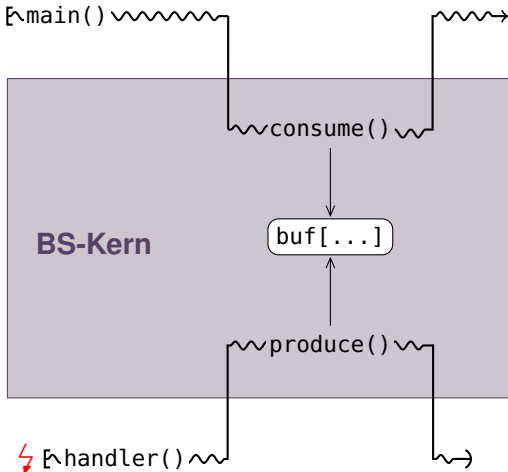 main()
consume()
buf[...]
BS-Kern
produce()
handler()